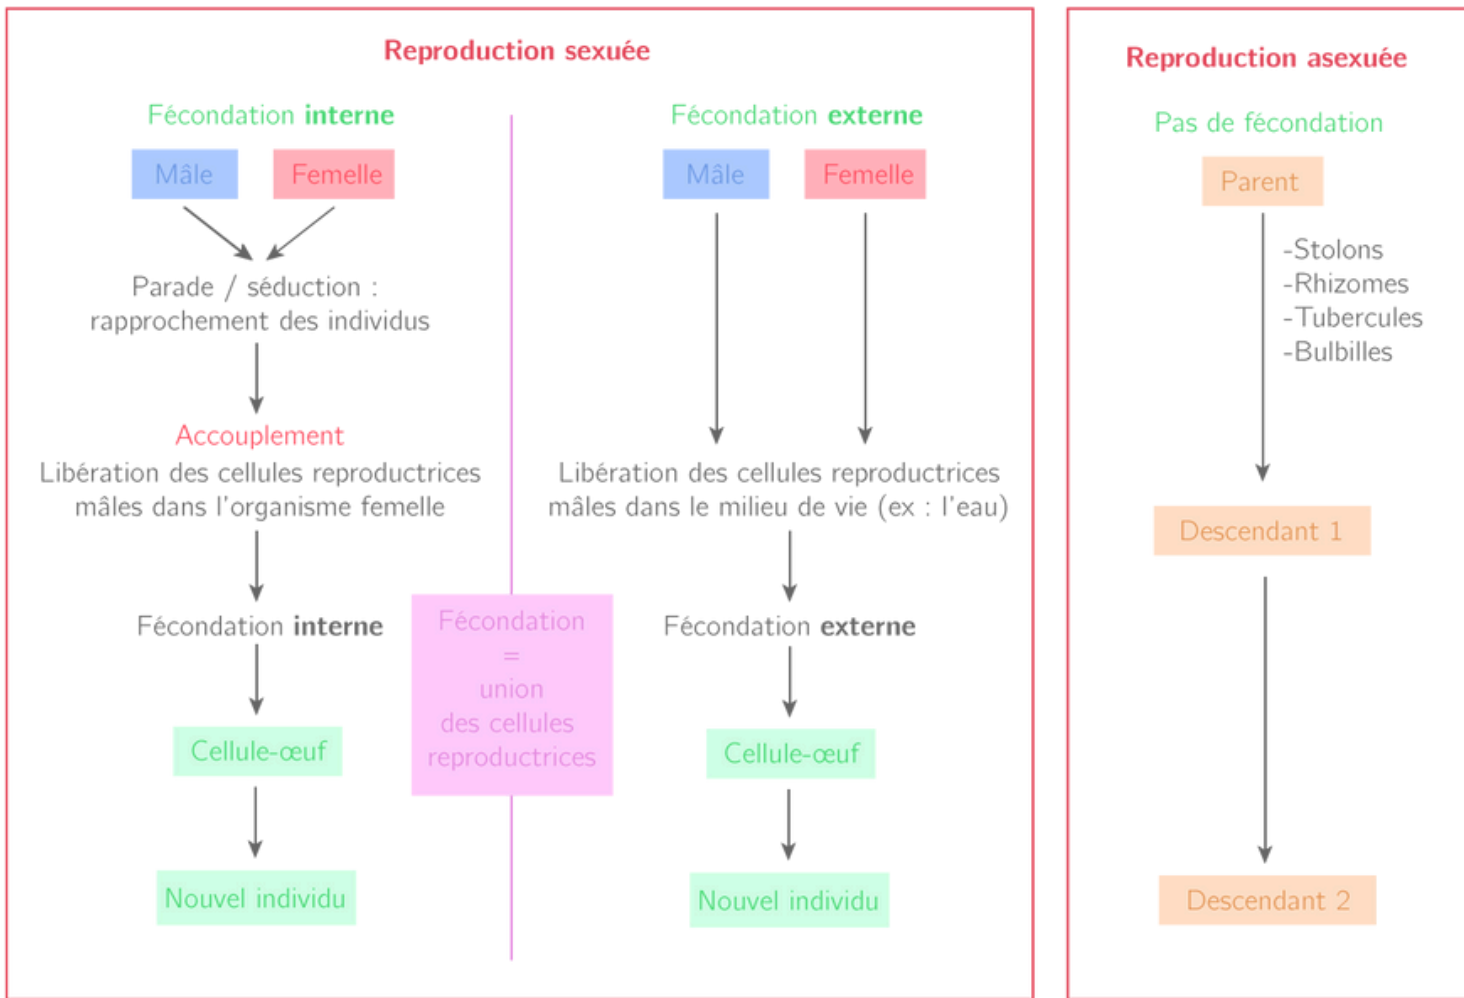 Reproduction sexuée
Fécondation interne
Mâle
Femelle
Parade / séduction :
rapprochement des individus
Accouplement
Libération des cellules reproductrices
mâles dans l'organisme femelle
Fécondation interne
Cellule-œuf
Nouvel individu
Fécondation
=
union
des cellules
reproductrices
Fécondation externe
Mâle
Femelle
Libération des cellules reproductrices
mâles dans le milieu de vie (ex : l'eau)
Fécondation externe
Cellule-œuf
Nouvel individu
Reproduction asexuée
Pas de fécondation
Parent
-Stolons
-Rhizomes
-Tubercules
-Bulbilles
Descendant 1
Descendant 2